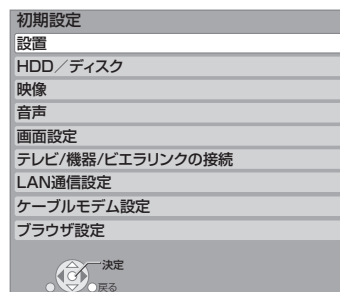 初期設定
設置
HDD／ディスク
映像
音声
画面設定
テレビ/機器/ビエラリンクの接続
LAN通信設定
ケーブルモデム設定
ブラウザ設定
決定
戻る